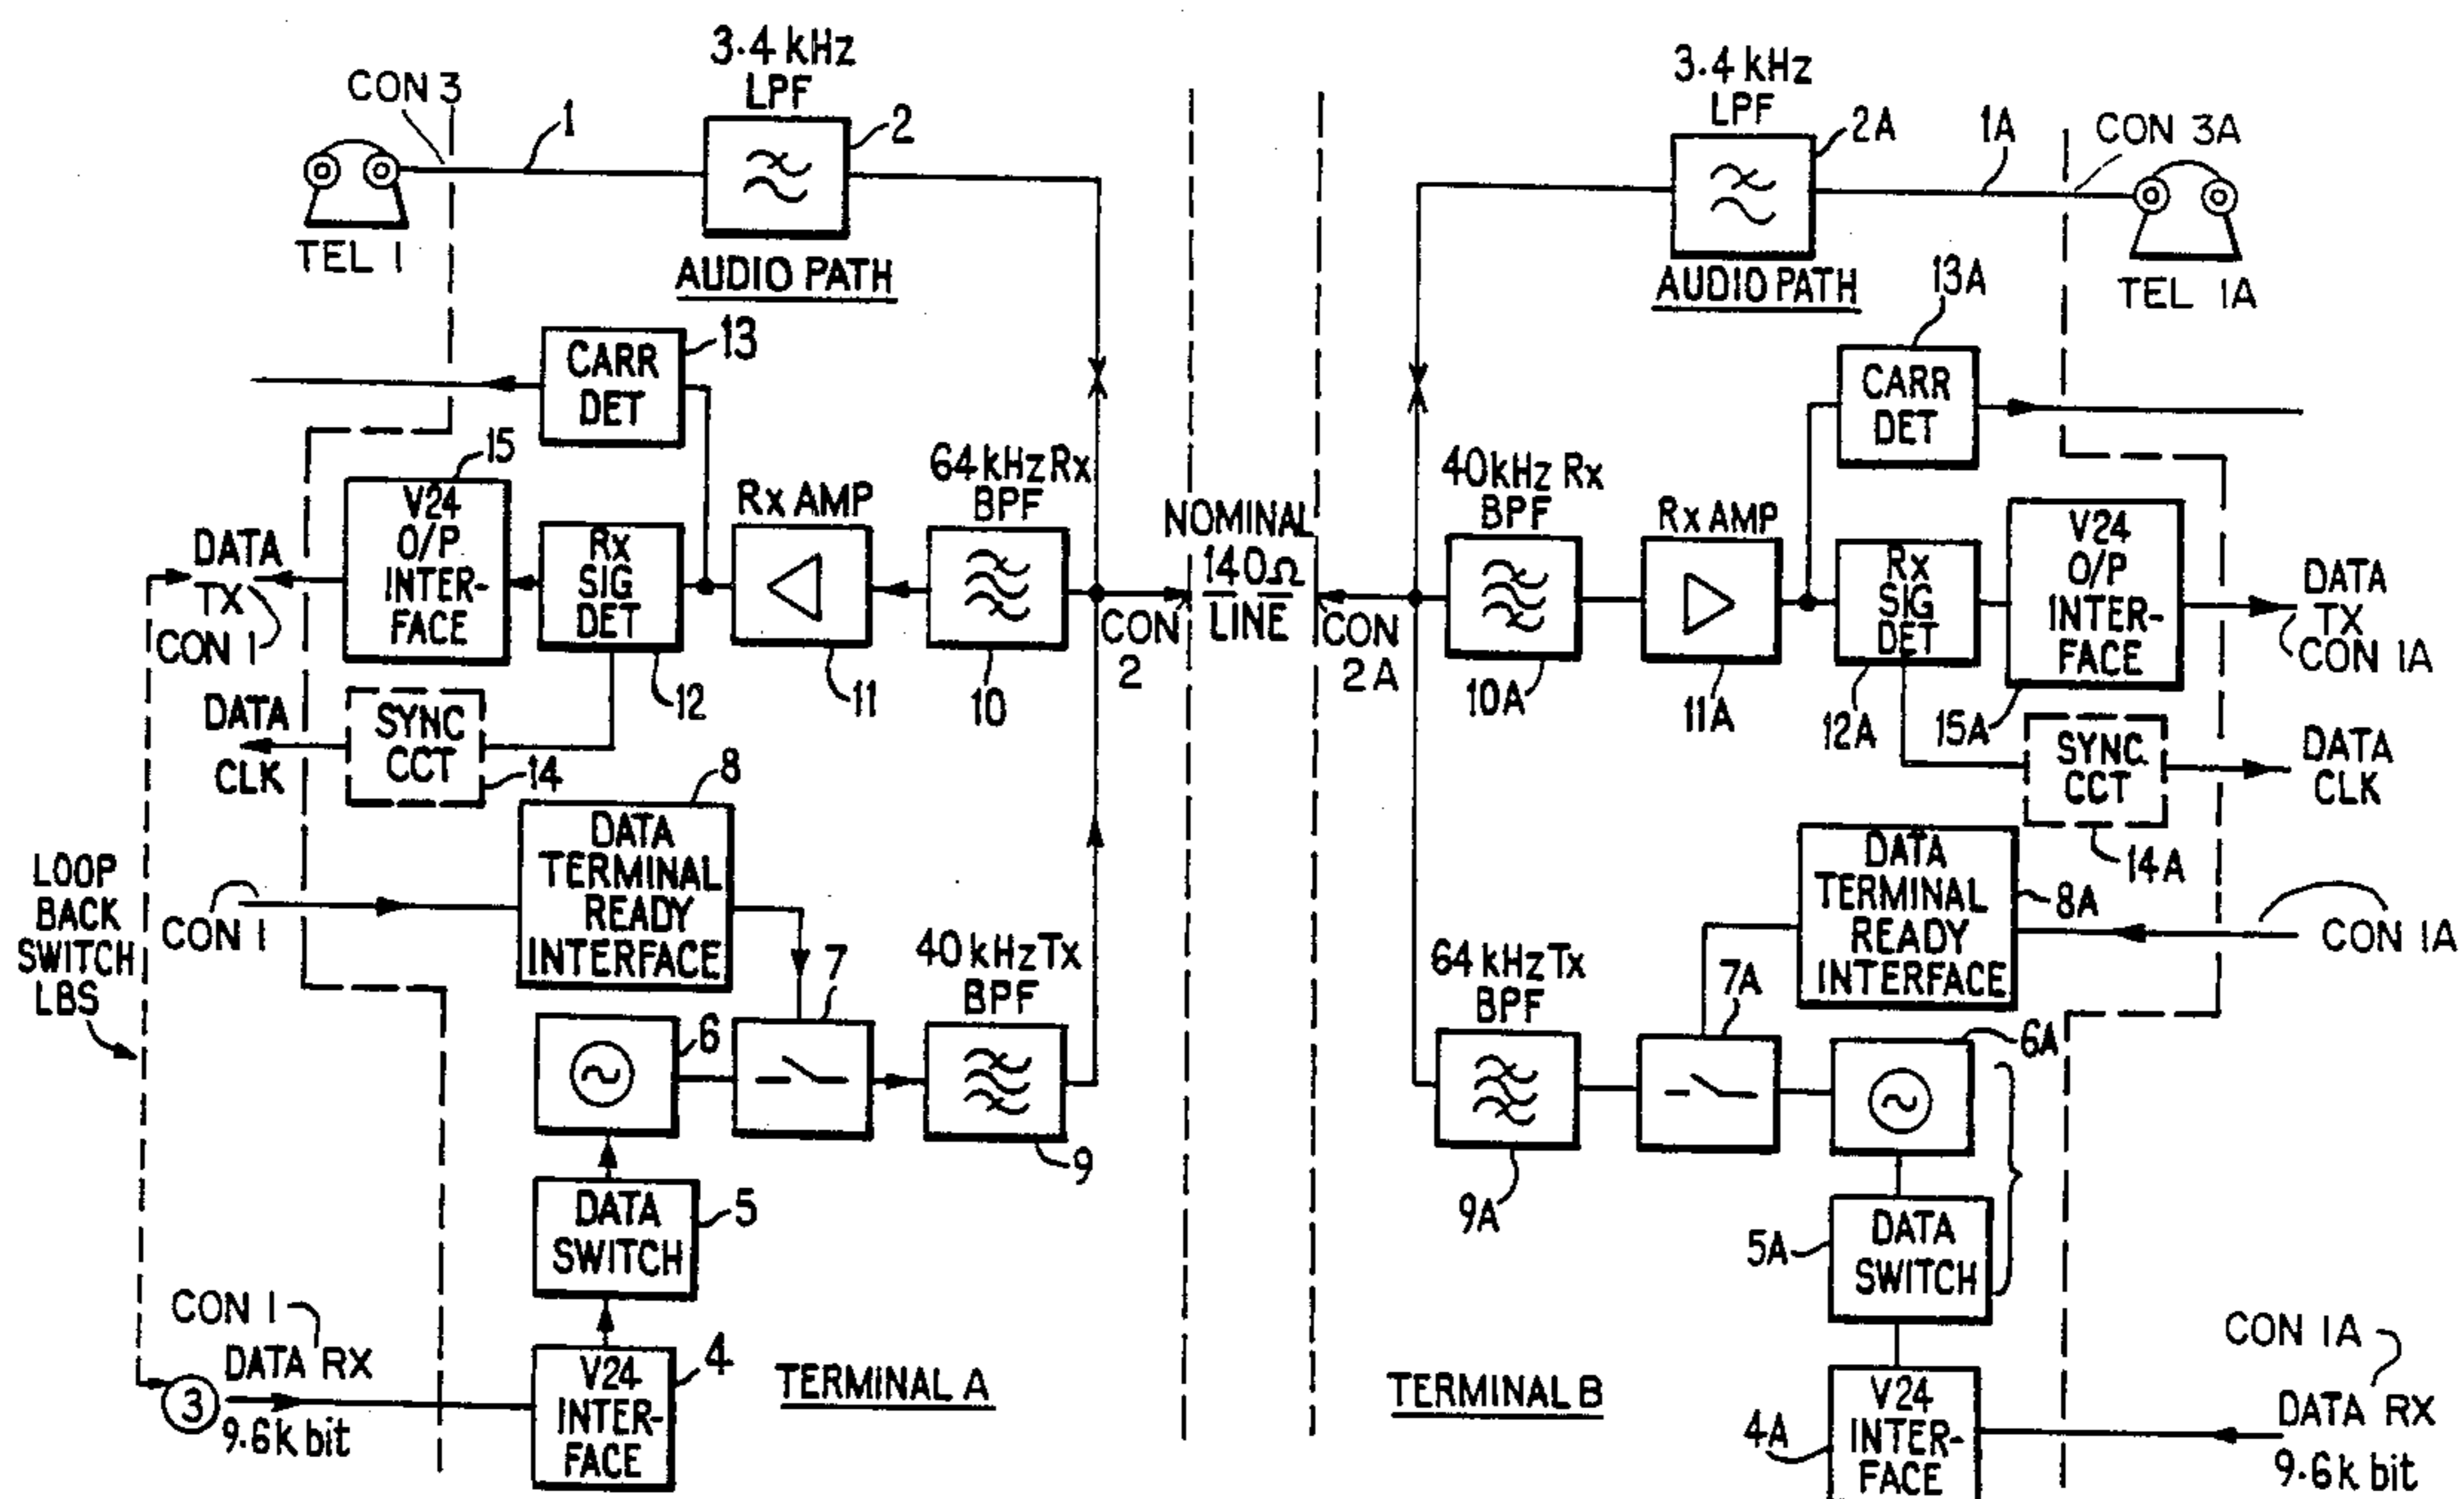 3.4 kHz
LPF
CON 3
1
2
TEL 1
AUDIO PATH
CARR
DET
13
15
V24
O/P
INTER-
FACE
DATA
TX
CON 1
Rx
SIG
DET
12
Rx AMP
11
64 kHz Rx
BPF
10
CON
2
DATA
CLK
SYNC
CCT
14
LOOP
BACK
SWITCH
LBS
CON 1
DATA
TERMINAL
READY
INTERFACE
8
7
40 kHz Tx
BPF
9
6
DATA
SWITCH
5
CON 1
DATA RX
3
9.6k bit
V24
INTER-
FACE
4
TERMINAL A
NOMINAL
140Ω
LINE
3.4 kHz
LPF
2A
1A
CON 3A
TEL 1A
AUDIO PATH
13A
CARR
DET
CON
2A
40kHz Rx
BPF
10A
Rx AMP
11A
Rx
SIG
DET
12A
V24
O/P
INTER-
FACE
15A
DATA
TX
CON 1A
SYNC
CCT
14A
DATA
CLK
DATA
TERMINAL
READY
INTERFACE
8A
CON 1A
64 kHz Tx
BPF
9A
7A
6A
DATA
SWITCH
5A
TERMINAL B
V24
INTER-
FACE
4A
CON 1A
DATA RX
9.6k bit